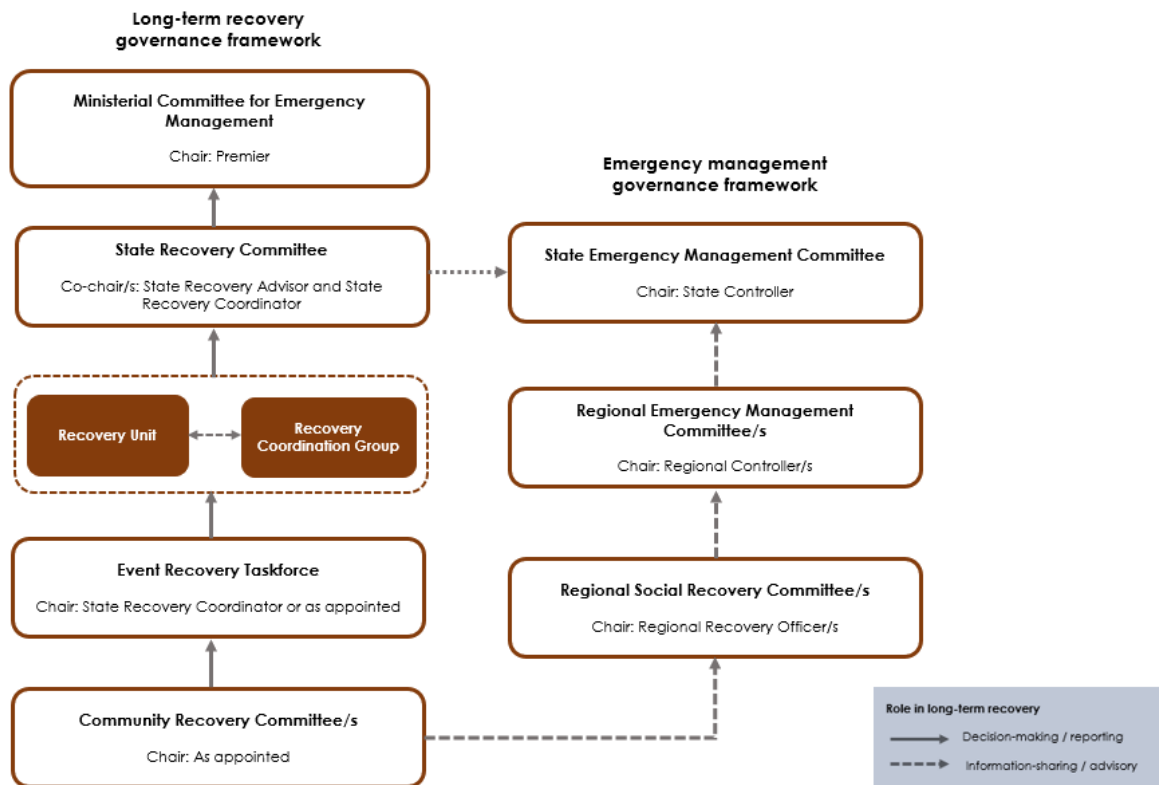 Long-term recovery
governance framework
Ministerial Committee for Emergency
Management
Chair: Premier
State Recovery Committee
Co-chair/s: State Recovery Advisor and State
Recovery Coordinator
Recovery Unit
Recovery
Coordination Group
Event Recovery Taskforce
Chair: State Recovery Coordinator or as appointed
Community Recovery Committee/s
Chair: As appointed
Emergency management
governance framework
State Emergency Management Committee
Chair: State Controller
Regional Emergency Management
Committee/s
Chair: Regional Controller/s
Regional Social Recovery Committee/s
Chair: Regional Recovery Officer/s
Role in long-term recovery
Decision-making / reporting
Information-sharing / advisory